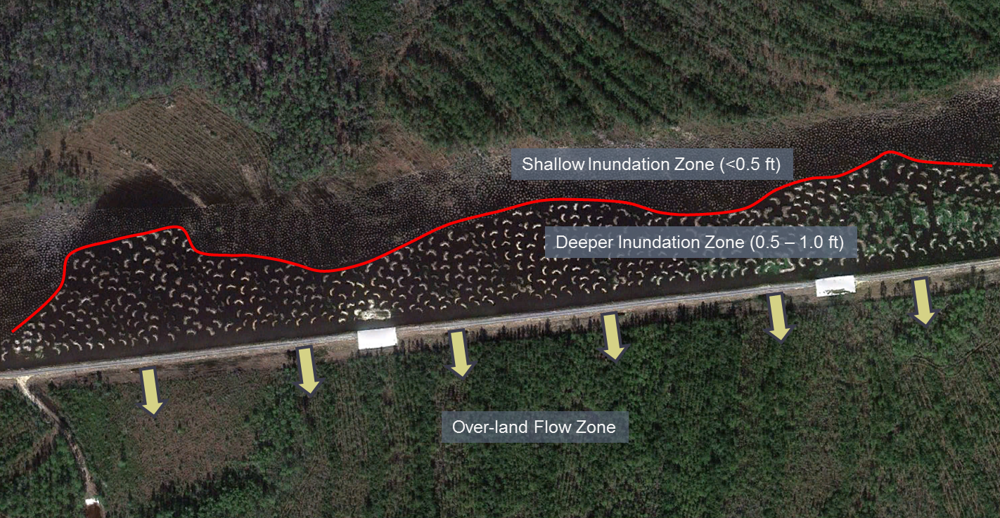 Shallow Inundation Zone (<0.5 ft)
Deeper Inundation Zone (0.5 – 1.0 ft)
Over-land Flow Zone